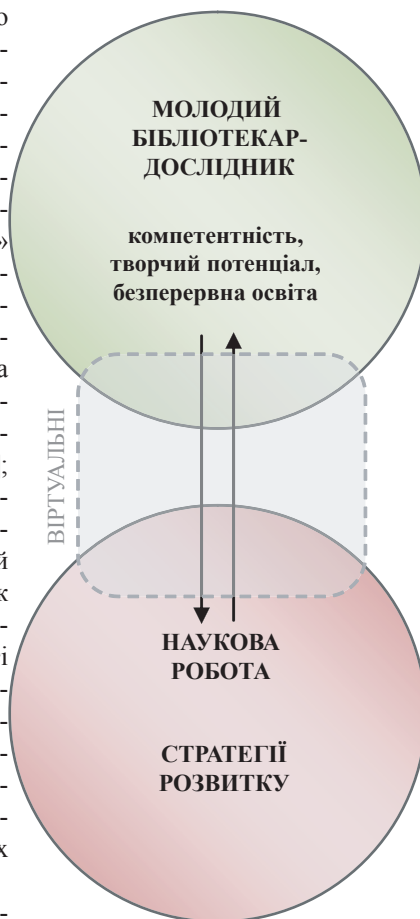 о
-
-
-
-
-
-
»
-
-
-
а
-
-
;
-
-
й
к
-
і
-
-
-
-
-
х
-
МОЛОДИЙ
БІБЛІОТЕКАР-
ДОСЛІДНИК
компетентність,
творчий потенціал,
безперервна освіта
ВІРТУАЛЬНІ
НАУКОВА
РОБОТА
СТРАТЕГІЇ
РОЗВИТКУ